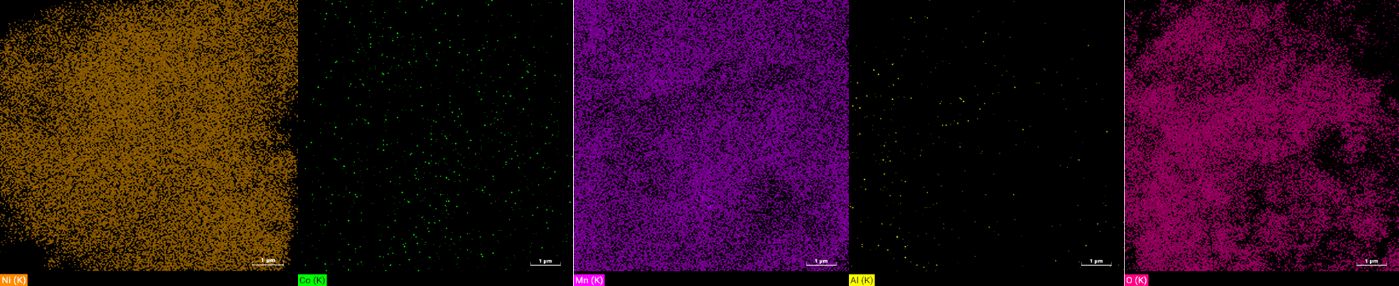 1 µm
1 µm
1 µm
1 µm
1 µm
Ni (K)
Co (K)
Mn (K)
Al (K)
O (K)